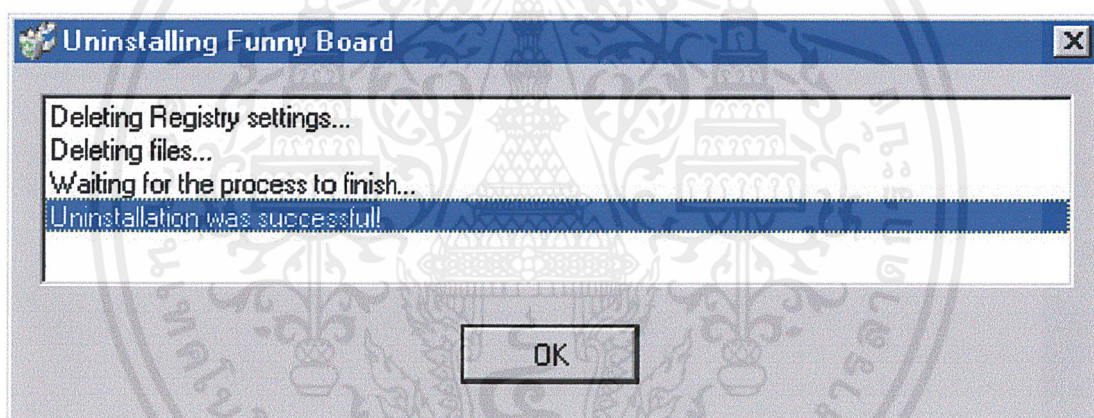 Uninstalling Funny Board
Deleting Registry settings...
Deleting files...
Waiting for the process to finish...
Uninstallation was successful!
OK